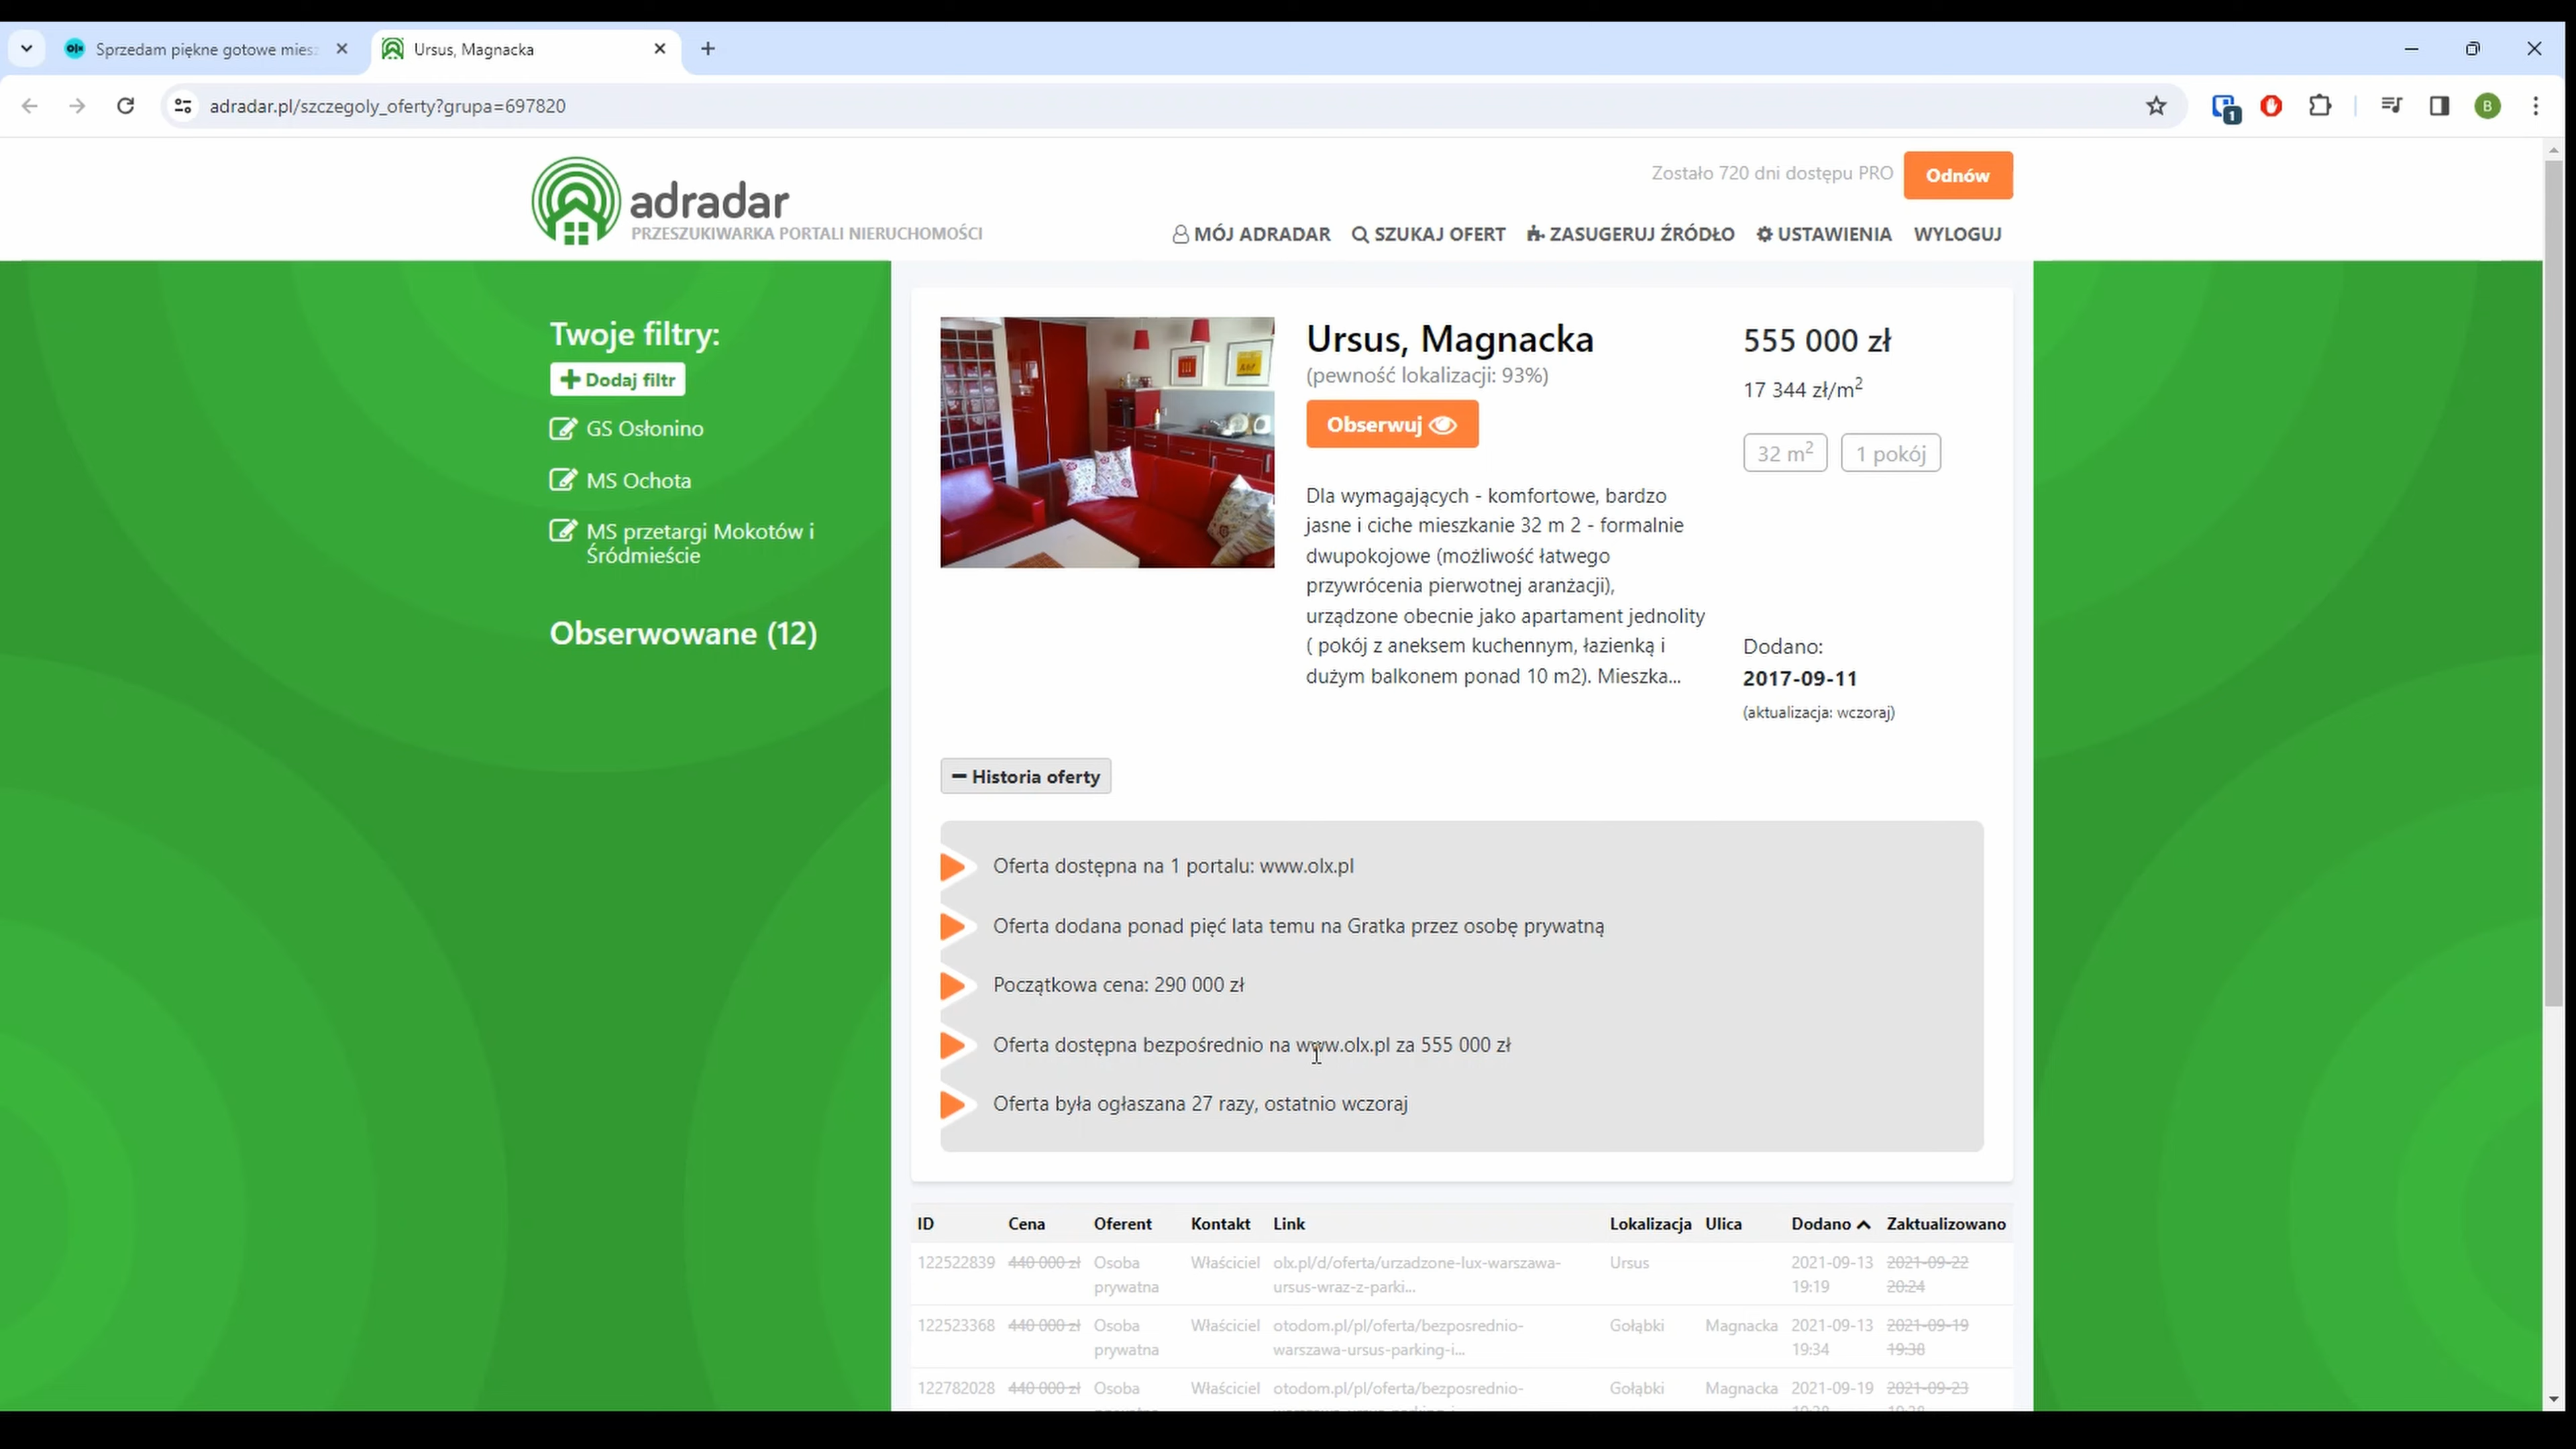 Sprzedam piękne gotowe miesz
Ursus, Magnacka
adradar.pl/szczegoly_oferty?grupa=697820
1
B
adradar
PRZESZUKIWARKA PORTALI NIERUCHOMOŚCI
Zostało 720 dni dostępu PRO
Odnów
MÓJ ADRADAR SZUKAJ OFERT ZASUGERUJ ŹRÓDŁO USTAWIENIA WYLOGUJ
Twoje filtry:
Dodaj filtr
GS Osłonino
MS Ochota
MS przetargi Mokotów i
Śródmieście
Obserwowane (12)
Ursus, Magnacka
(pewność lokalizacji: 93%)
Obserwuj
Dla wymagających - komfortowe, bardzo
jasne i ciche mieszkanie 32 m 2 - formalnie
dwupokojowe (możliwość łatwego
przywrócenia pierwotnej aranżacji),
urządzone obecnie jako apartament jednolity
( pokój z aneksem kuchennym, łazienką i
dużym balkonem ponad 10 m2). Mieszka...
555 000 zł
17 344 zł/m²
32 m² 1 pokój
Dodano:
2017-09-11
(aktualizacja: wczoraj)
Historia oferty
Oferta dostępna na 1 portalu: www.olx.pl
Oferta dodana ponad pięć lata temu na Gratka przez osobę prywatną
Początkowa cena: 290 000 zł
Oferta dostępna bezpośrednio na www.olx.pl za 555 000 zł
Oferta była ogłaszana 27 razy, ostatnio wczoraj
ID Cena Oferent Kontakt Link Lokalizacja Ulica Dodano Zaktualizowano
122522839 440 000 zł Osoba Właściciel olx.pl/d/oferta/urzadzone-lux-warszawa- Ursus 2021-09-13 2021-09-22
prywatna ursus-wraz-z-parki... 19:19 20:24
122523368 440 000 zł Osoba Właściciel otodom.pl/pl/oferta/bezposrednio- Gołąbki Magnacka 2021-09-13 2021-09-19
prywatna warszawa-ursus-parking-i... 19:34 19:38
122782028 440 000 zł Osoba Właściciel otodom.pl/pl/oferta/bezposrednio- Gołąbki Magnacka 2021-09-19 2021-09-23